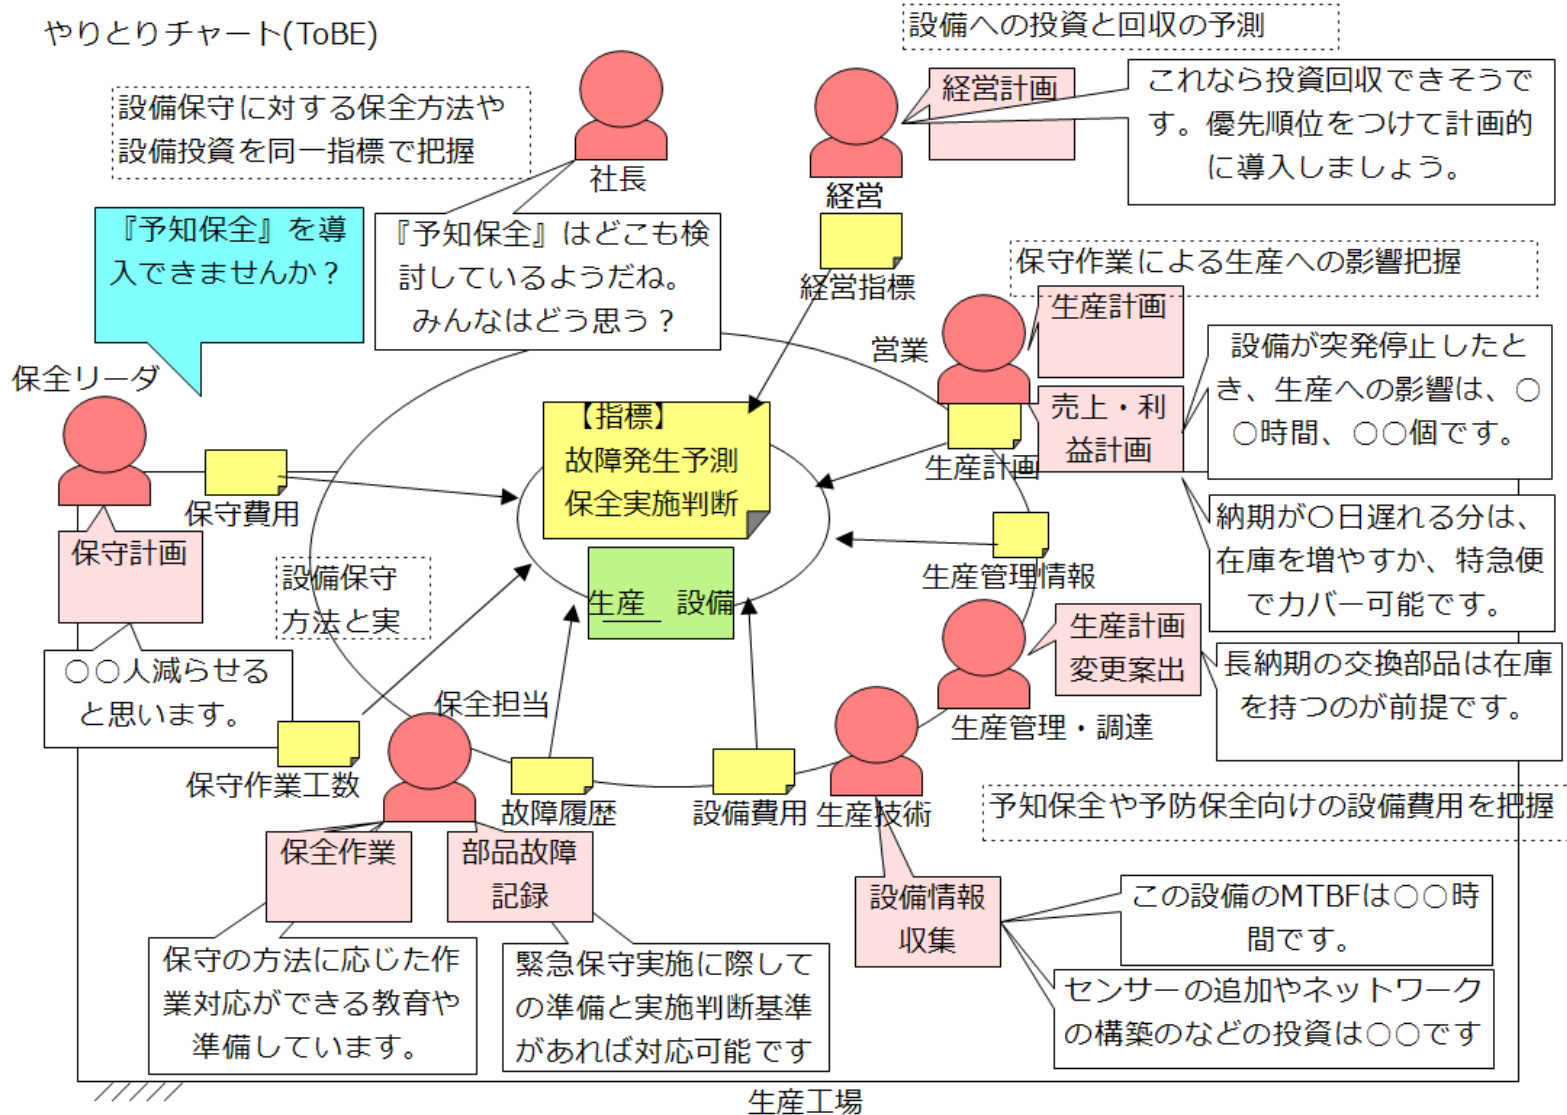 やりとりチャート(ToBE)
設備への投資と回収の予測
設備保守に対する保全方法や
設備投資を同一指標で把握
社長
経営
経営計画
これなら投資回収できそうで
す。優先順位をつけて計画的
に導入しましょう。
『予知保全』を導
入できませんか？
『予知保全』はどこも検
討しているようだね。
みんなはどう思う？
経営指標
保守作業による生産への影響把握
営業
生産計画
設備が突発停止したと
き、生産への影響は、○
○時間、○○個です。
売上・利
益計画
生産計画
保全リーダ
【指標】
故障発生予測
保全実施判断
保守費用
保守計画
納期が○日遅れる分は、
在庫を増やすか、特急便
でカバー可能です。
生産管理情報
設備保守
方法と実
生産　設備
生産計画
変更案出
長納期の交換部品は在庫
を持つのが前提です。
○○人減らせる
と思います。
保全担当
生産管理・調達
保守作業工数
故障履歴
設備費用
生産技術
予知保全や予防保全向けの設備費用を把握
保全作業
部品故障
記録
設備情報
収集
この設備のMTBFは○○時
間です。
保守の方法に応じた作
業対応ができる教育や
準備しています。
緊急保守実施に際して
の準備と実施判断基準
があれば対応可能です
センサーの追加やネットワーク
の構築のなどの投資は○○です
生産工場